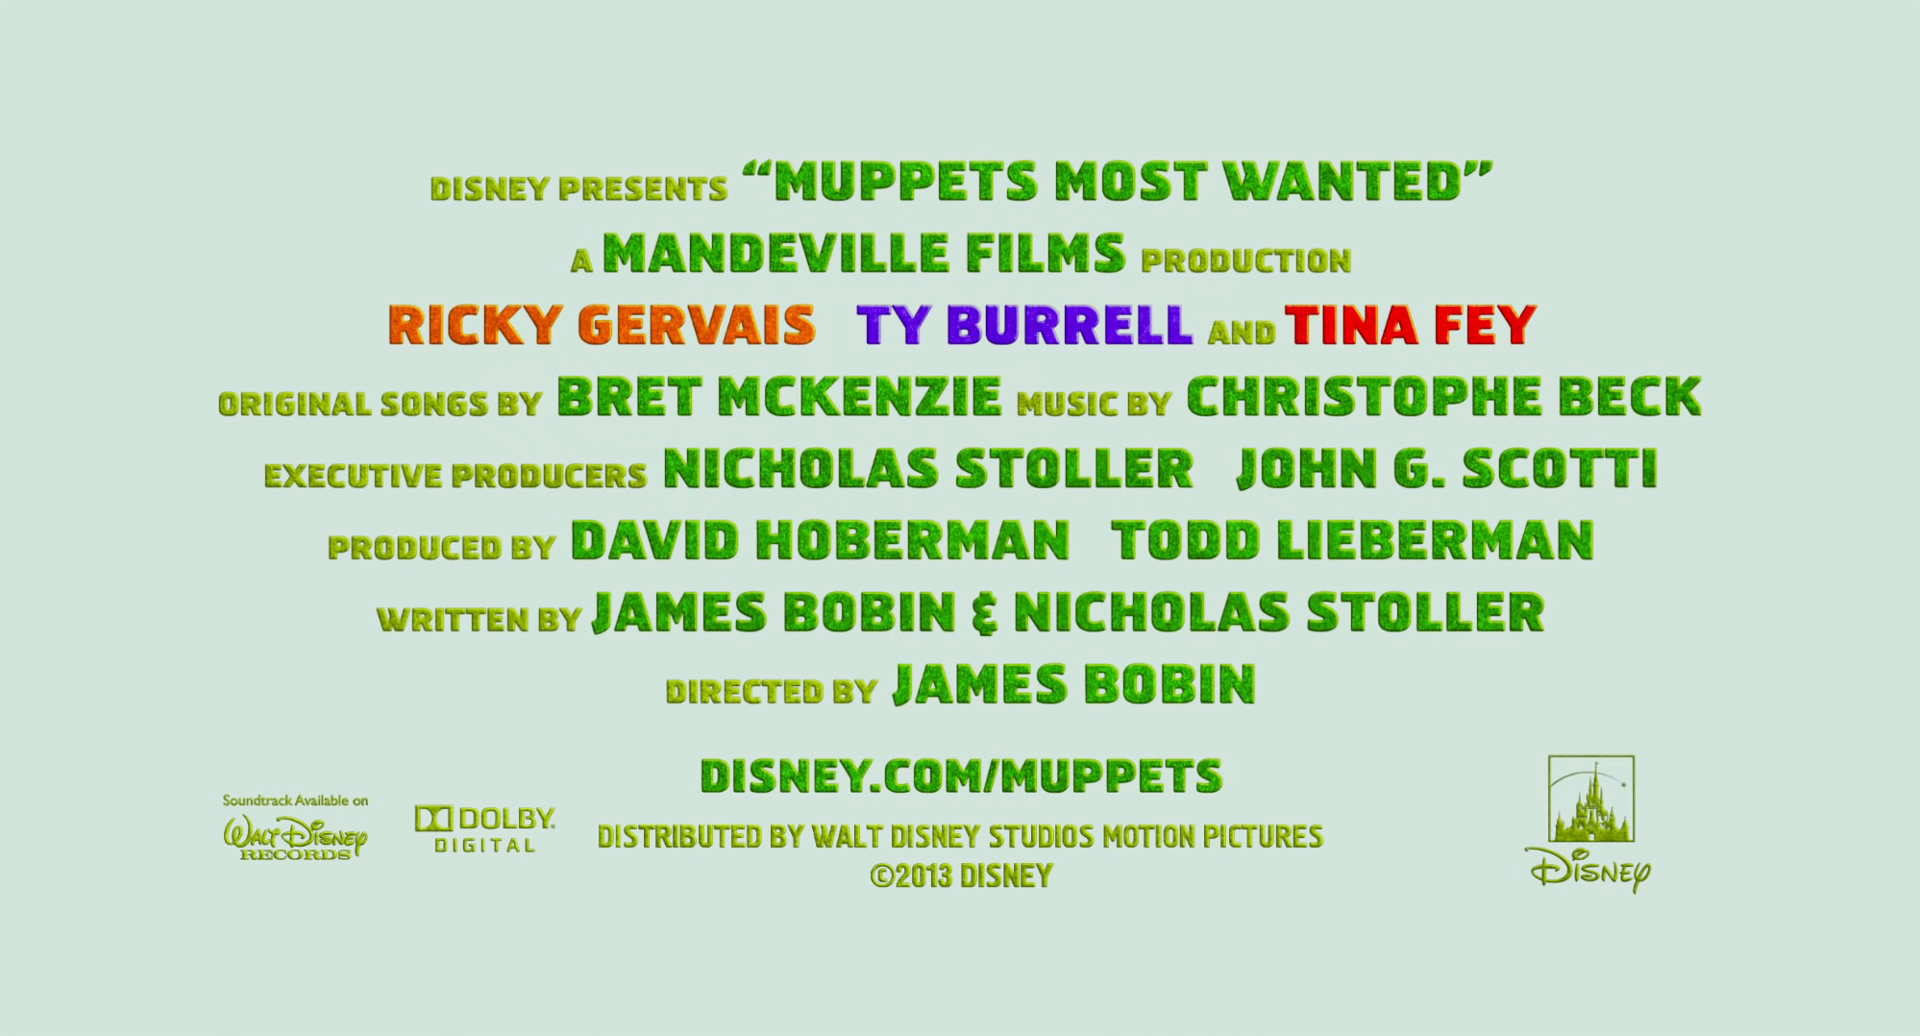 DISNEY PRESENTS “MUPPETS MOST WANTED”
A MANDEVILLE FILMS PRODUCTION
RICKY GERVAIS TY BURRELL AND TINA FEY
ORIGINAL SONGS BY BRET MCKENZIE MUSIC BY CHRISTOPHE BECK
EXECUTIVE PRODUCERS NICHOLAS STOLLER JOHN G. SCOTTI
PRODUCED BY DAVID HOBERMAN TODD LIEBERMAN
WRITTEN BY JAMES BOBIN & NICHOLAS STOLLER
DIRECTED BY JAMES BOBIN
DISNEY.COM/MUPPETS
Soundtrack Available on
WALT DISNEY
RECORDS
DOLBY.
DIGITAL
DISTRIBUTED BY WALT DISNEY STUDIOS MOTION PICTURES
©2013 DISNEY
DISNEY